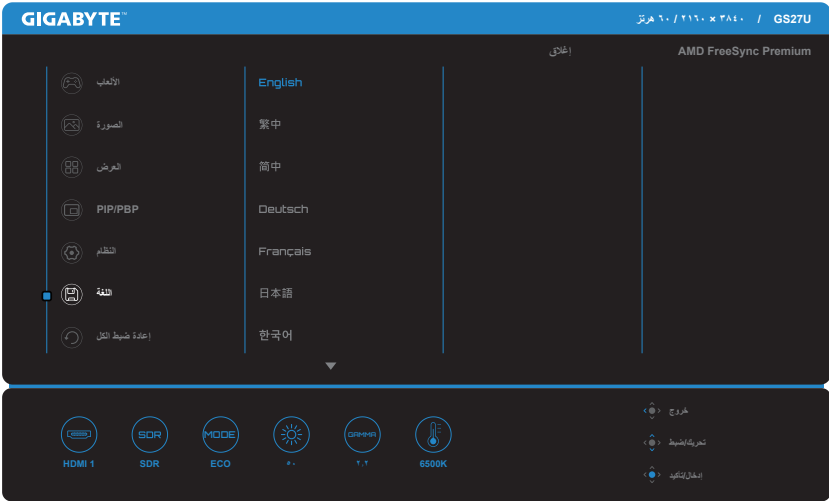 GIGABYTE™
GS27U / ٣٨٤٠ × ٢١٦٠ / ٦٠ هرتز
AMD FreeSync Premium
إغلاق
الألعاب
الصورة
العرض
PIP/PBP
النظام
اللغة
إعادة ضبط الكل
English
繁中
简中
Deutsch
Français
日本語
한국어
HDMI 1
SDR
SDR
MODE
ECO
٥٠
GAMMA
٢,٢
6500K
خروج
تحريك/ضبط
إدخال/تأكيد